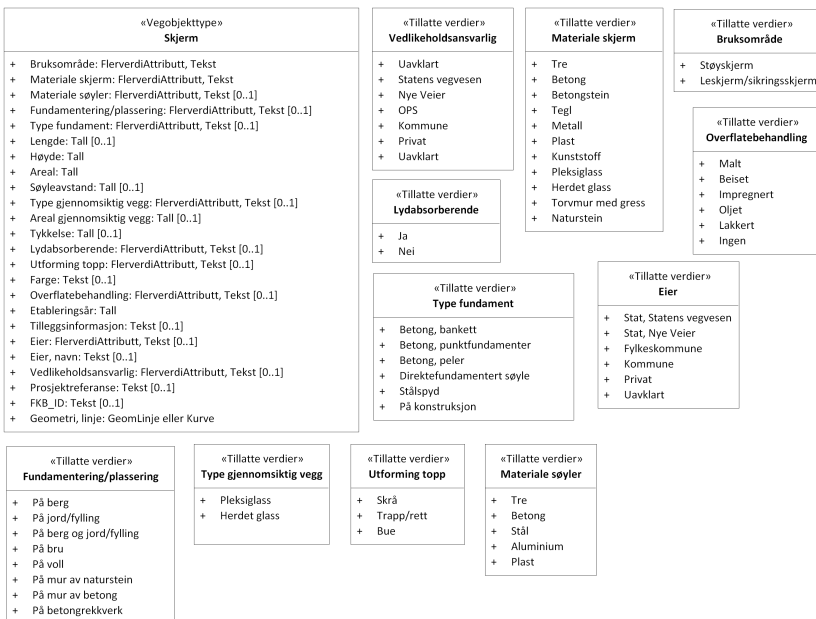 «Vegobjekttype»
Skjerm
+ Bruksområde: FlerverdiAttributt, Tekst
+ Materiale skjerm: FlerverdiAttributt, Tekst
+ Materiale søyler: FlerverdiAttributt, Tekst [0..1]
+ Fundamentering/plassering: FlerverdiAttributt, Tekst [0..1]
+ Type fundament: FlerverdiAttributt, Tekst [0..1]
+ Lengde: Tall [0..1]
+ Høyde: Tall
+ Areal: Tall
+ Søyleavstand: Tall [0..1]
+ Type gjennomsiktig vegg: FlerverdiAttributt, Tekst [0..1]
+ Areal gjennomsiktig vegg: Tall [0..1]
+ Tykkelse: Tall [0..1]
+ Lydabsorberende: FlerverdiAttributt, Tekst [0..1]
+ Utforming topp: FlerverdiAttributt, Tekst [0..1]
+ Farge: Tekst [0..1]
+ Overflatebehandling: FlerverdiAttributt, Tekst [0..1]
+ Etableringsår: Tall
+ Tilleggsinformasjon: Tekst [0..1]
+ Eier: FlerverdiAttributt, Tekst [0..1]
+ Eier, navn: Tekst [0..1]
+ Vedlikeholdsansvarlig: FlerverdiAttributt, Tekst [0..1]
+ Prosjektreferanse: Tekst [0..1]
+ FKB_ID: Tekst [0..1]
+ Geometri, linje: GeomLinje eller Kurve
«Tillatte verdier»
Vedlikeholdsansvarlig
+ Uavklart
+ Statens vegvesen
+ Nye Veier
+ OPS
+ Kommune
+ Privat
+ Uavklart
«Tillatte verdier»
Materiale skjerm
+ Tre
+ Betong
+ Betongstein
+ Tegl
+ Metall
+ Plast
+ Kunststoff
+ Pleksiglass
+ Herdet glass
+ Torvmur med gress
+ Naturstein
«Tillatte verdier»
Bruksområde
+ Støyskjerm
+ Leskjerm/sikringsskjerm
«Tillatte verdier»
Overflatebehandling
+ Malt
+ Beiset
+ Impregnert
+ Oljet
+ Lakkert
+ Ingen
«Tillatte verdier»
Lydabsorberende
+ Ja
+ Nei
«Tillatte verdier»
Type fundament
+ Betong, bankett
+ Betong, punktfundamenter
+ Betong, peler
+ Direktefundamentert søyle
+ Stålspyd
+ På konstruksjon
«Tillatte verdier»
Eier
+ Stat, Statens vegvesen
+ Stat, Nye Veier
+ Fylkeskommune
+ Kommune
+ Privat
+ Uavklart
«Tillatte verdier»
Fundamentering/plassering
+ På berg
+ På jord/fylling
+ På berg og jord/fylling
+ På bru
+ På voll
+ På mur av naturstein
+ På mur av betong
+ På betongrekkverk
«Tillatte verdier»
Type gjennomsiktig vegg
+ Pleksiglass
+ Herdet glass
«Tillatte verdier»
Utforming topp
+ Skrå
+ Trapp/rett
+ Bue
«Tillatte verdier»
Materiale søyler
+ Tre
+ Betong
+ Stål
+ Aluminium
+ Plast